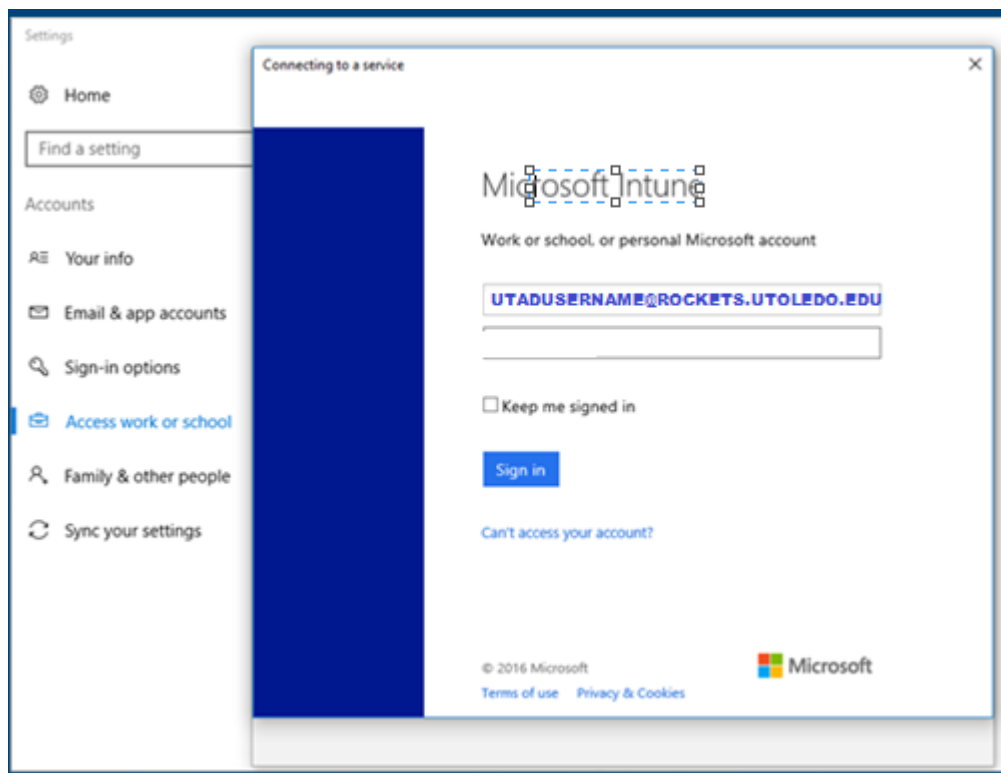 Settings
Home
Find a setting
Accounts
Your info
Email & app accounts
Sign-in options
Access work or school
Family & other people
Sync your settings
Connecting to a service
Microsoft Intune
Work or school, or personal Microsoft account
UTADUSERNAME@ROCKETS.UTOLEDO.EDU
Keep me signed in
Sign in
Can't access your account?
© 2016 Microsoft
Microsoft
Terms of use Privacy & Cookies